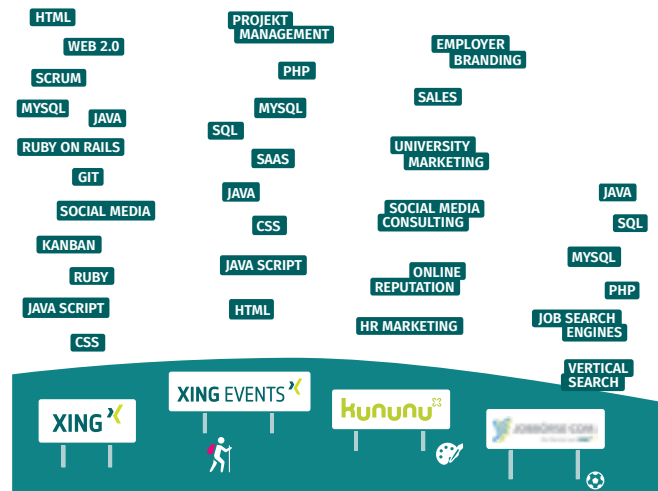 HTML
WEB 2.0
SCRUM
MYSQL
JAVA
RUBY ON RAILS
GIT
SOCIAL MEDIA
KANBAN
RUBY
JAVA SCRIPT
CSS
XING
PROJEKT
MANAGEMENT
PHP
MYSQL
SQL
SAAS
JAVA
CSS
JAVA SCRIPT
HTML
XING EVENTS
EMPLOYER
BRANDING
SALES
UNIVERSITY
MARKETING
SOCIAL MEDIA
CONSULTING
ONLINE
REPUTATION
HR MARKETING
kununu
JAVA
SQL
MYSQL
PHP
JOB SEARCH
ENGINES
VERTICAL
SEARCH
JOBBÖRSE.COM